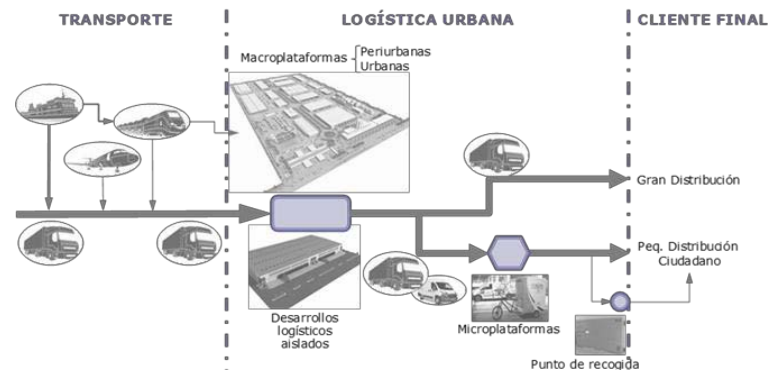 TRANSPORTE
LOGÍSTICA URBANA
CLIENTE FINAL
Macroplataformas
Periurbanas
Urbanas
Gran Distribución
Peq. Distribución
Ciudadano
Desarrollos
logísticos
aislados
Microplataformas
Punto de recogida